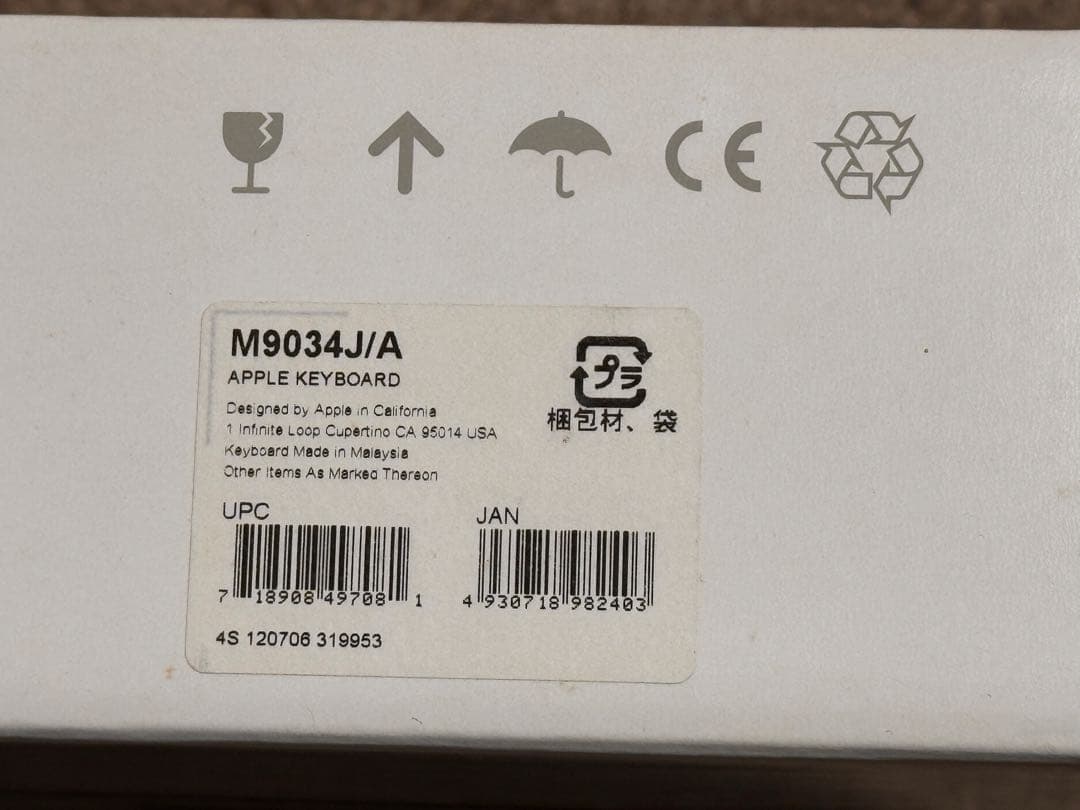 CE
M9034J/A
APPLE KEYBOARD
Designed by Apple in California
1 Infinite Loop Cupertino CA 95014 USA
Keyboard Made in Malaysia
Other Items As Marked Thereon
プラ
梱包材、袋
UPC
7 18908 49708 1
JAN
4 930718 982403
4S 120706 319953